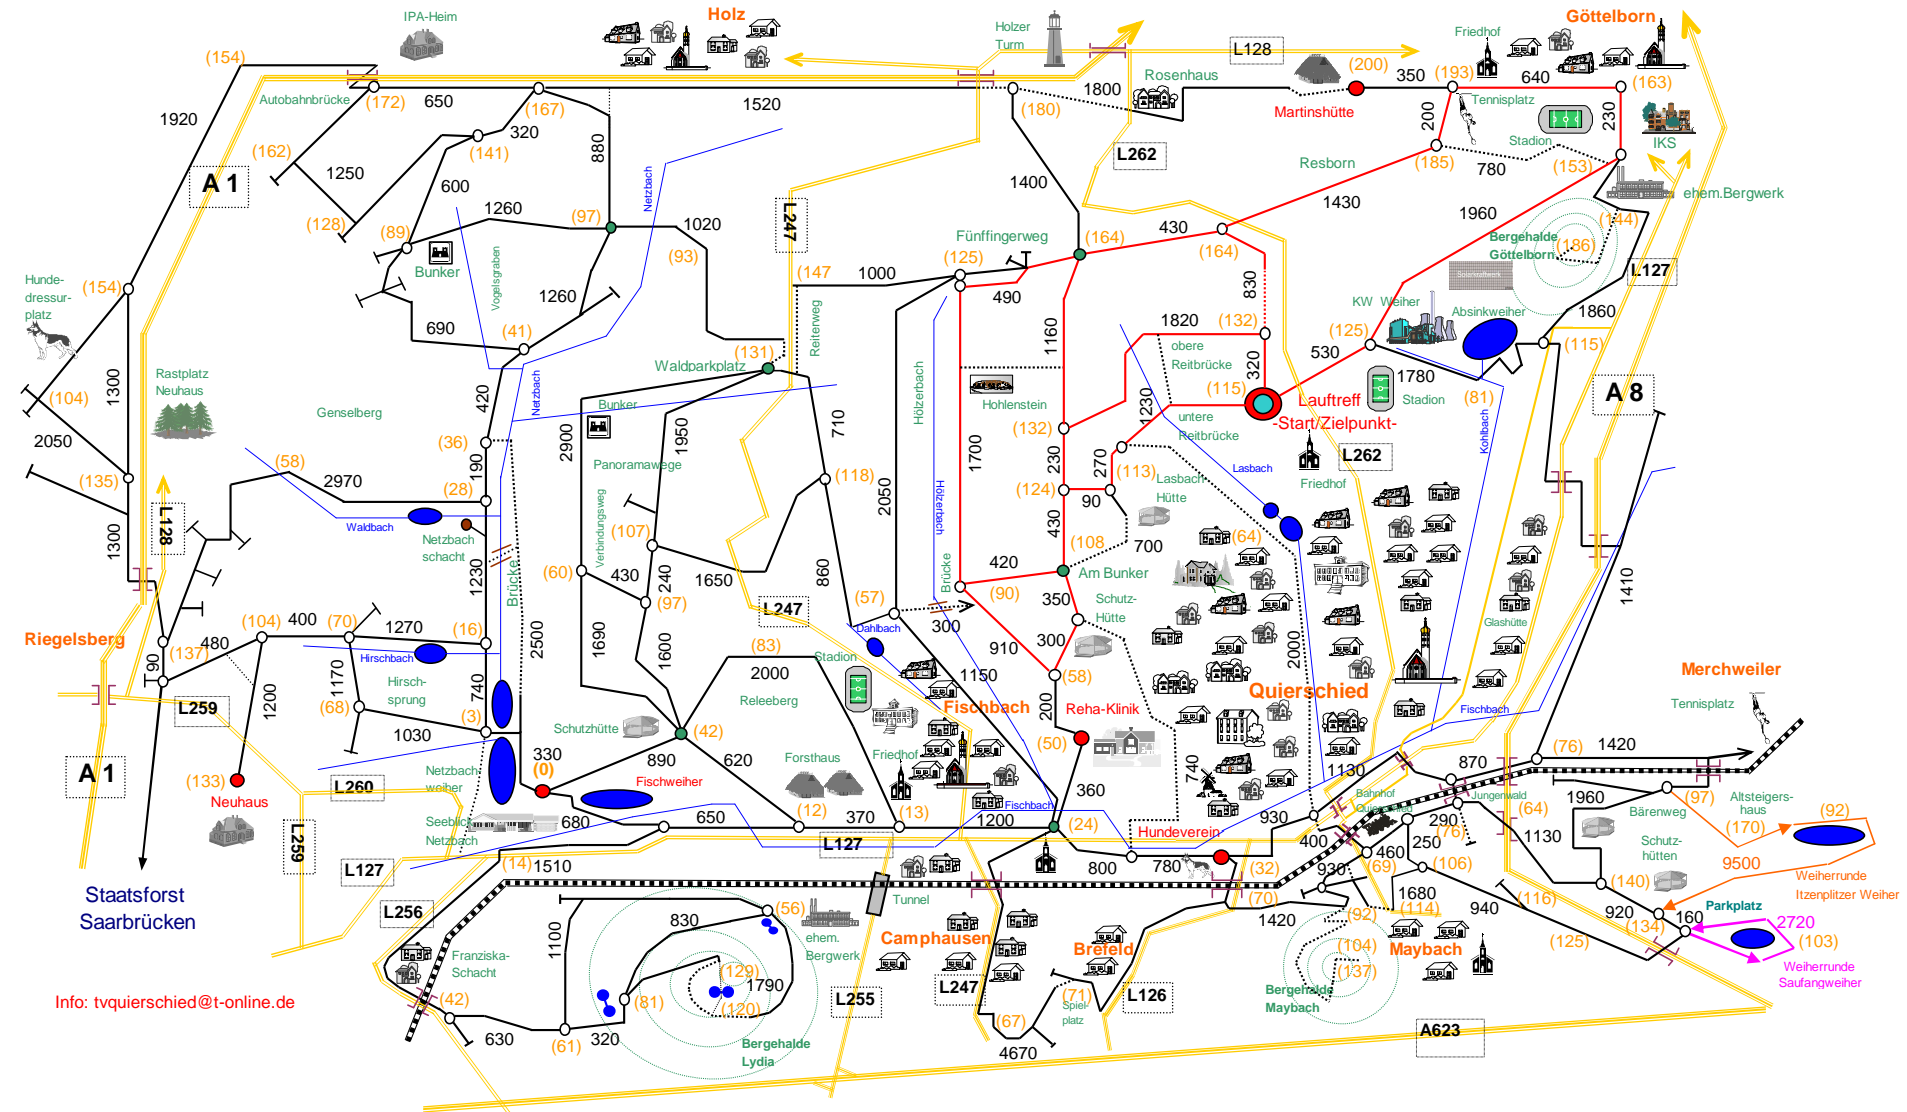 IPA-Heim
Holz
Holzer
Turm
L128
Friedhof
Göttelborn
(154)
(200)
350
(193)
640
(163)
Rosenhaus
Autobahnbrücke
(172)
650
(167)
1520
(180)
1800
Martinshütte
Tennisplatz
1920
320
880
200
230
Stadion
IKS
(162)
(141)
L262
(185)
(153)
1250
A 1
600
Netzbach
1400
Resborn
780
ehem.Bergwerk
(128)
1260
(97)
1020
L247
430
1430
1960
(144)
(89)
(93)
Fünffingerweg
(164)
(164)
Bergehalde
Göttelborn
(186)
Bunker
Vogelsgraben
(147
1000
(125)
L127
Hunde-
dressur-
platz
(154)
1260
490
830
KW Weiher
Absinkweiher
1860
690
(41)
Reiterweg
1160
1820
(132)
(125)
(115)
(131)
Waldparkplatz
obere
Reitbrücke
530
Rastplatz
Neuhaus
1300
(104)
Genselberg
420
Netzbach
Bunker
Hölzerbach
Hohlenstein
320
(115)
1780
Stadion
(81)
A 8
2050
(36)
2900
1950
710
1230
untere
Reitbrücke
Lauftreff
-Start/Zielpunkt-
(132)
Kohlbach
(58)
190
1700
230
270
L262
(135)
2970
(28)
Panoramawege
(118)
2050
(113)
Lasbach
Friedhof
L128
Waldbach
Netzbach
schacht
Verbindungsweg
Hölzerbach
(124)
90
Lasbach
Hütte
1300
(107)
430
(108
700
(64)
1230
Brücke
(60)
430
240
1650
860
Brücke
420
Am Bunker
1410
(97)
L247
(57)
(90)
350
Schutz-
Hütte
Glashütte
Riegelsberg
(104)
400
(70)
1270
(16)
2500
1690
1600
300
910
300
2000
480
(137)
Hirschbach
(83)
Dahlbach
Merchweiler
90
1170
Hirsch-
sprung
2000
Stadion
1150
(58)
Quierschied
L259
1200
(68)
740
(3)
Releeberg
Fischbach
200
Reha-Klinik
Fischbach
Tennisplatz
1030
Schutzhütte
(42)
(50)
A 1
(133)
Neuhaus
L260
Netzbach-
weiher
330
(0)
890
620
Forsthaus
Friedhof
740
(76)
1420
Fischweiher
1130
870
L259
Seeblick
Netzbach
680
650
(12)
370
(13)
Fischbach
1200
360
(24)
Hundeverein
930
Bahnhof
Quierschied
Jungenwald
(64)
1960
(97)
Bärenweg
Altsteigers-
haus
(92)
(170)
L127
(14)
1510
L127
800
780
(32)
400
290
(76)
250
1130
Schutz-
hütten
9500
Weiherrunde
Itzenplitzer Weiher
Tunnel
(70)
930
460
(69)
(106)
(140)
Staatsforst
Saarbrücken
L256
1100
830
(56)
ehem.
Bergwerk
1420
(92)
1680
(114)
940
(116)
920
(134)
Parkplatz
160
2720
(103)
Franziska-
Schacht
Camphausen
Brefeld
(104)
Maybach
(125)
Info: tvquierschied@t-online.de
(42)
(81)
(129)
(120)
1790
L255
L247
(71)
Spiel-
platz
L126
(137)
Bergehalde
Maybach
Weiherrunde
Saufangweiher
630
(61)
320
Bergehalde
Lydia
(67)
4670
A623